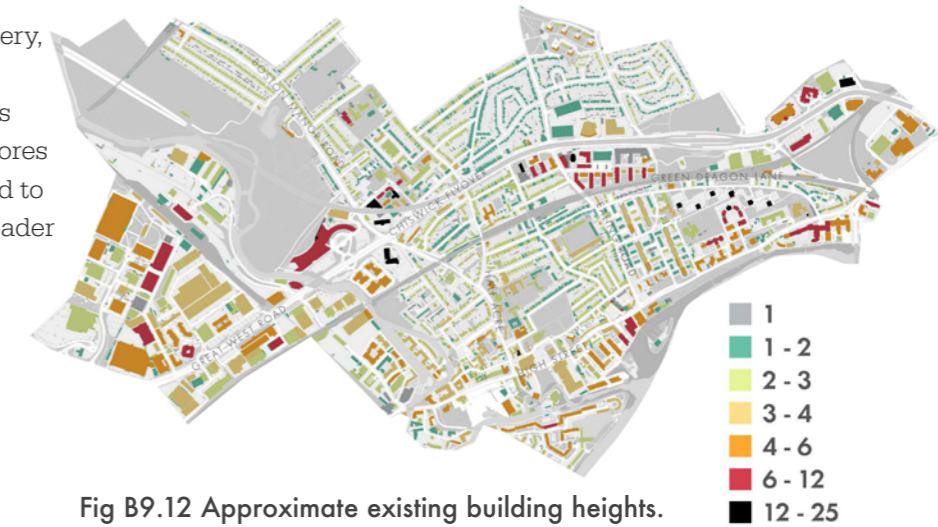 ery,
s
ores
d to
ader
BOSTON MANOR ROAD
CHISWICK FLYOVER
GREEN DRAGON LANE
GREAT WEST ROAD
HIGH STREET
1
1 - 2
2 - 3
3 - 4
4 - 6
6 - 12
12 - 25
Fig B9.12 Approximate existing building heights.